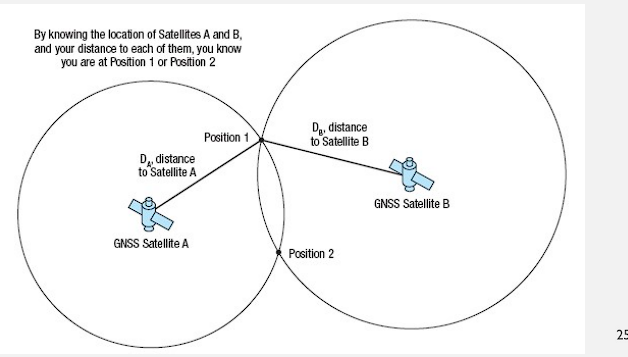 By knowing the location of Satellites A and B,
and your distance to each of them, you know
you are at Position 1 or Position 2
Position 1
D_B, distance
to Satellite B
D_A, distance
to Satellite A
GNSS Satellite B
GNSS Satellite A
Position 2